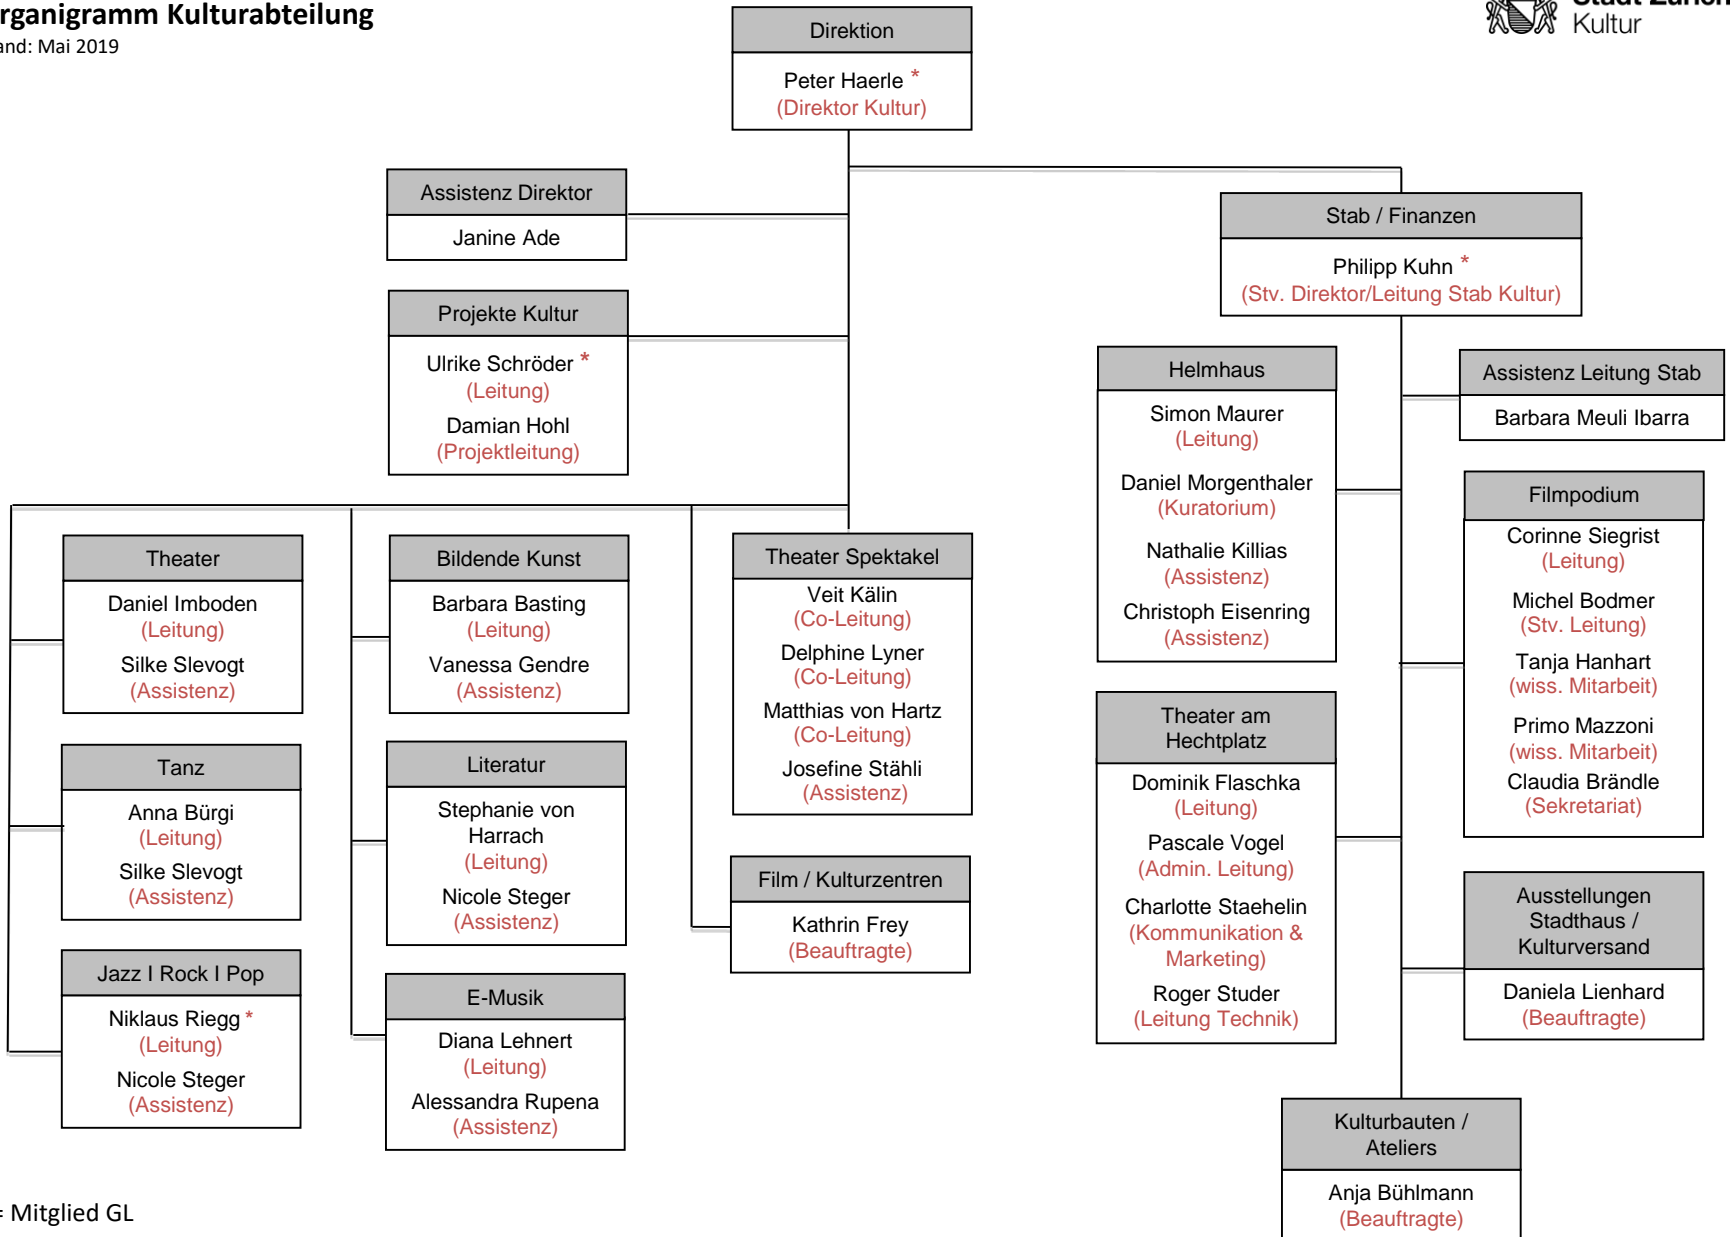 rganigramm Kulturabteilung
and: Mai 2019
Stadt Zürich
Kultur
Direktion
Peter Haerle *
(Direktor Kultur)
Assistenz Direktor
Janine Ade
Stab / Finanzen
Philipp Kuhn *
(Stv. Direktor/Leitung Stab Kultur)
Projekte Kultur
Ulrike Schröder *
(Leitung)
Damian Hohl
(Projektleitung)
Helmhaus
Simon Maurer
(Leitung)
Daniel Morgenthaler
(Kuratorium)
Nathalie Killias
(Assistenz)
Christoph Eisenring
(Assistenz)
Assistenz Leitung Stab
Barbara Meuli Ibarra
Filmpodium
Corinne Siegrist
(Leitung)
Michel Bodmer
(Stv. Leitung)
Tanja Hanhart
(wiss. Mitarbeit)
Primo Mazzoni
(wiss. Mitarbeit)
Claudia Brändle
(Sekretariat)
Theater
Daniel Imboden
(Leitung)
Silke Slevogt
(Assistenz)
Bildende Kunst
Barbara Basting
(Leitung)
Vanessa Gendre
(Assistenz)
Theater Spektakel
Veit Kälin
(Co-Leitung)
Delphine Lyner
(Co-Leitung)
Matthias von Hartz
(Co-Leitung)
Josefine Stähli
(Assistenz)
Tanz
Anna Bürgi
(Leitung)
Silke Slevogt
(Assistenz)
Literatur
Stephanie von
Harrach
(Leitung)
Nicole Steger
(Assistenz)
Film / Kulturzentren
Kathrin Frey
(Beauftragte)
Theater am
Hechtplatz
Dominik Flaschka
(Leitung)
Pascale Vogel
(Admin. Leitung)
Charlotte Staehelin
(Kommunikation &
Marketing)
Roger Studer
(Leitung Technik)
Ausstellungen
Stadthaus /
Kulturversand
Daniela Lienhard
(Beauftragte)
Jazz I Rock I Pop
Niklaus Riegg *
(Leitung)
Nicole Steger
(Assistenz)
E-Musik
Diana Lehnert
(Leitung)
Alessandra Rupena
(Assistenz)
Kulturbauten /
Ateliers
Anja Bühlmann
(Beauftragte)
= Mitglied GL